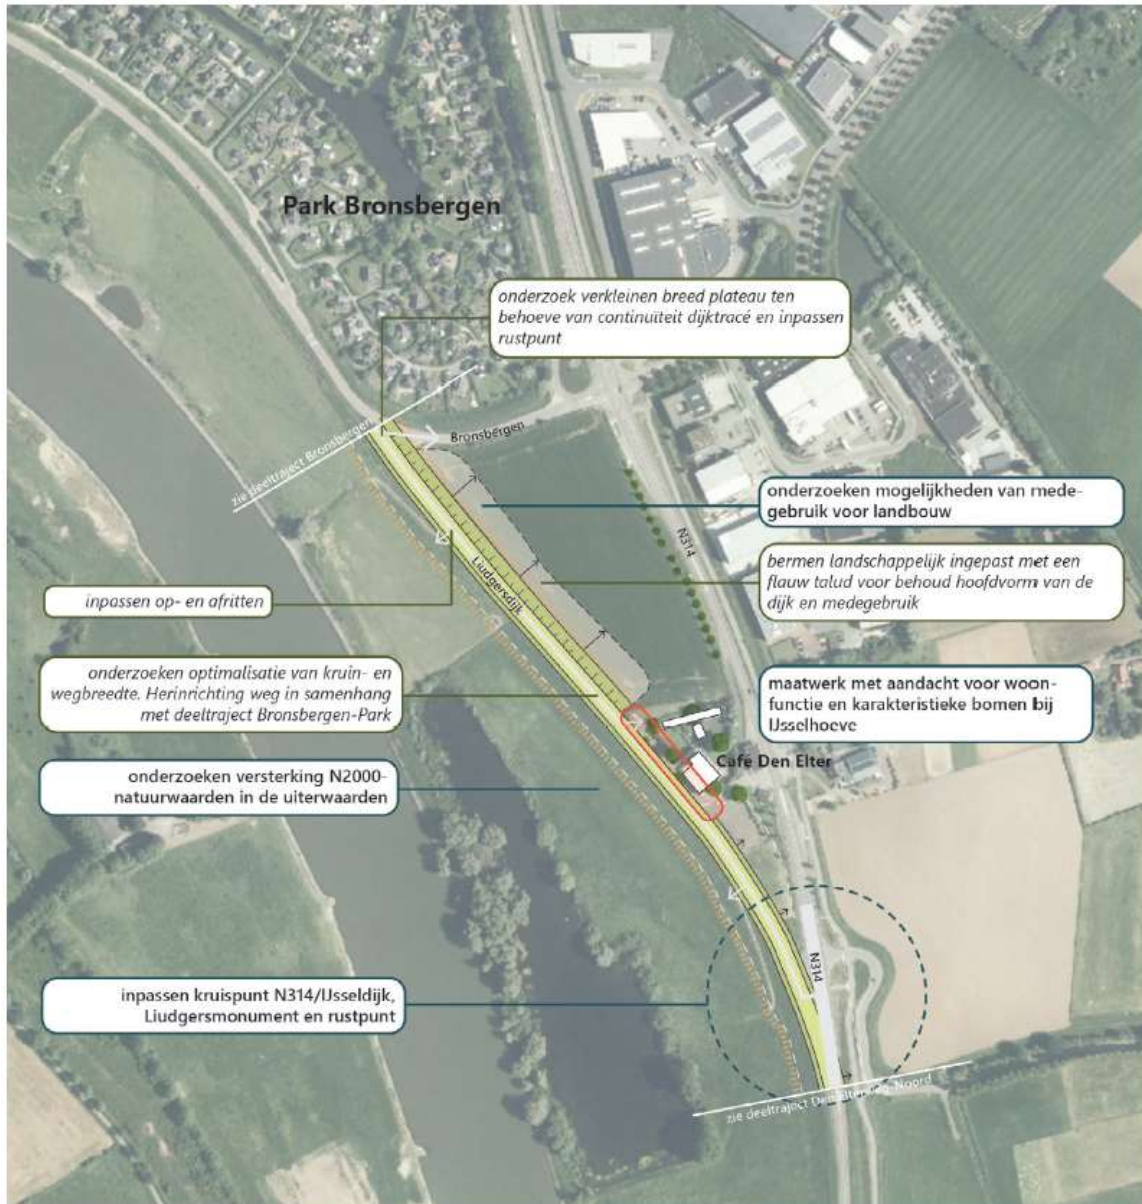 Park Bronsbergen
onderzoek verkleinen breed plateau ten
behoeve van continuïteit dijktracé en inpassen
rustpunt
Bronsbergen
zie deeltraject Bronsbergen
onderzoeken mogelijkheden van mede-
gebruik voor landbouw
N314
bermen landschappelijk ingepast met een
flauw talud voor behoud hoofdvorm van de
dijk en medegebruik
Liudgersdijk
inpassen op- en afritten
onderzoeken optimalisatie van kruin- en
wegbreedte. Herinrichting weg in samenhang
met deeltraject Bronsbergen-Park
maatwerk met aandacht voor woon-
functie en karakteristieke bomen bij
IJsselhoeve
Café Den Elter
onderzoeken versterking N2000-
natuurwaarden in de uiterwaarden
N314
inpassen kruispunt N314/IJsseldijk,
Liudgersmonument en rustpunt
zie deeltraject Den Elterweg-Noord